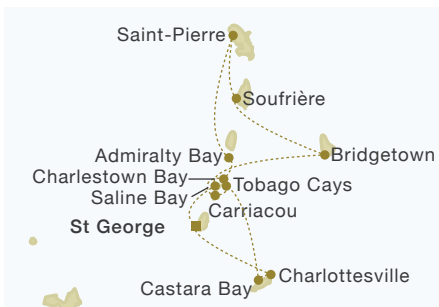 Saint-Pierre
Soufrière
Admiralty Bay
Bridgetown
Charlestown Bay
Saline Bay
Tobago Cays
Carriacou
St George
Charlottesville
Castara Bay